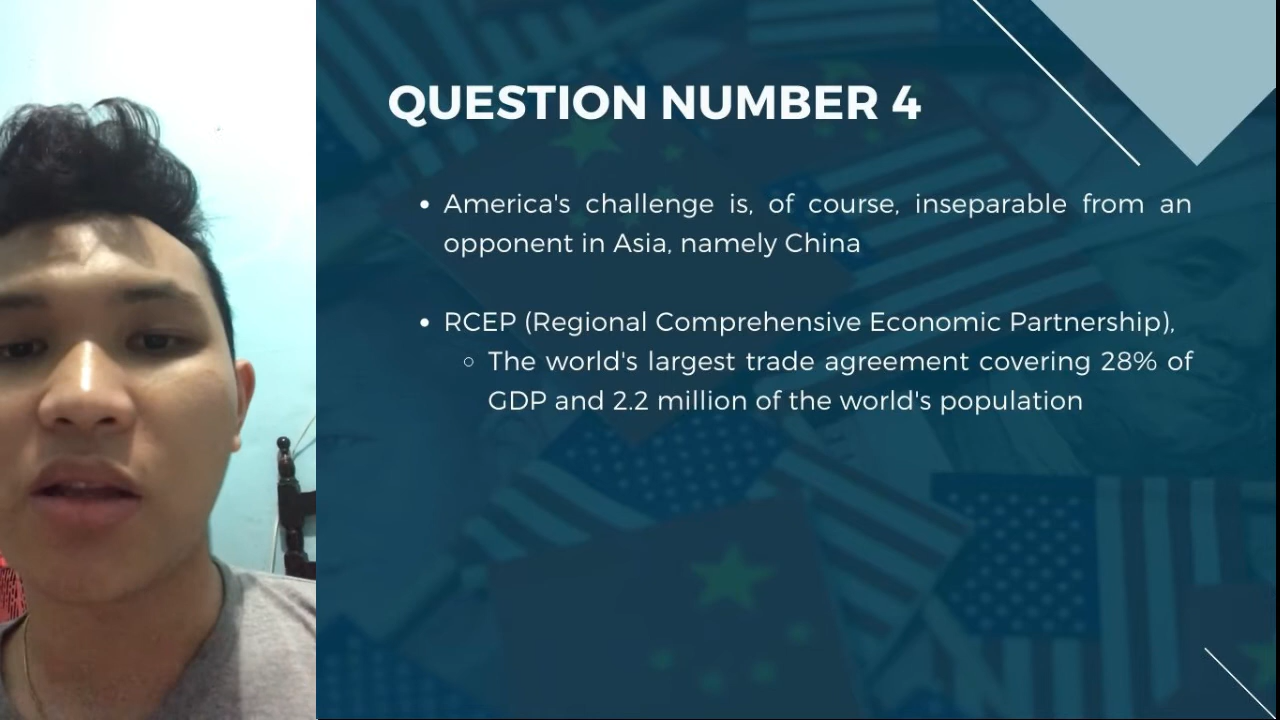 QUESTION NUMBER 4
• America's challenge is, of course, inseparable from an
opponent in Asia, namely China
• RCEP (Regional Comprehensive Economic Partnership),
○ The world's largest trade agreement covering 28% of
GDP and 2.2 million of the world's population